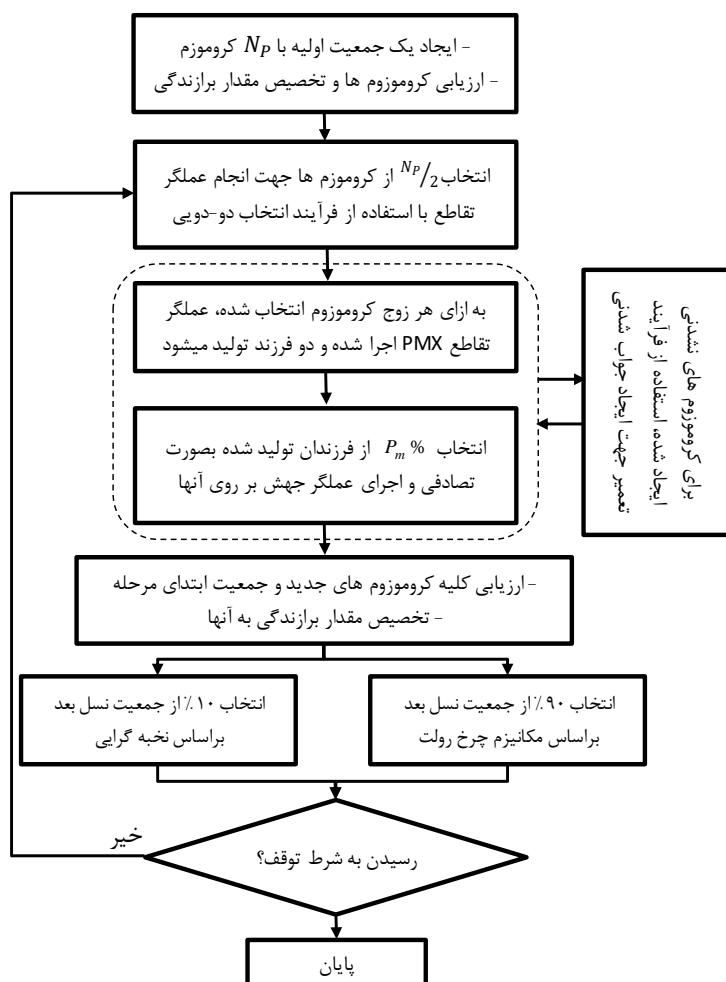 - ایجاد یک جمعیت اولیه با N_P کروموزم
- ارزیابی کروموزوم ها و تخصیص مقدار برازندگی
انتخاب N_P/2 از کروموزم ها جهت انجام عملگر
تقاطع با استفاده از فرآیند انتخاب دو-دویی
به ازای هر زوج کروموزوم انتخاب شده، عملگر
تقاطع PMX اجرا شده و دو فرزند تولید میشود
انتخاب P_m % از فرزندان تولید شده بصورت
تصادفی و اجرای عملگر جهش بر روی آنها
برای کروموزوم های نشدنی
ایجاد شده، استفاده از فرآیند
تعمیر جهت ایجاد جواب شدنی
- ارزیابی کلیه کروموزوم های جدید و جمعیت ابتدای مرحله
- تخصیص مقدار برازندگی به آنها
انتخاب ۹۰٪ از جمعیت نسل بعد
براساس مکانیزم چرخ رولت
انتخاب ۱۰٪ از جمعیت نسل بعد
براساس نخبه گرایی
رسیدن به شرط توقف؟
خیر
پایان